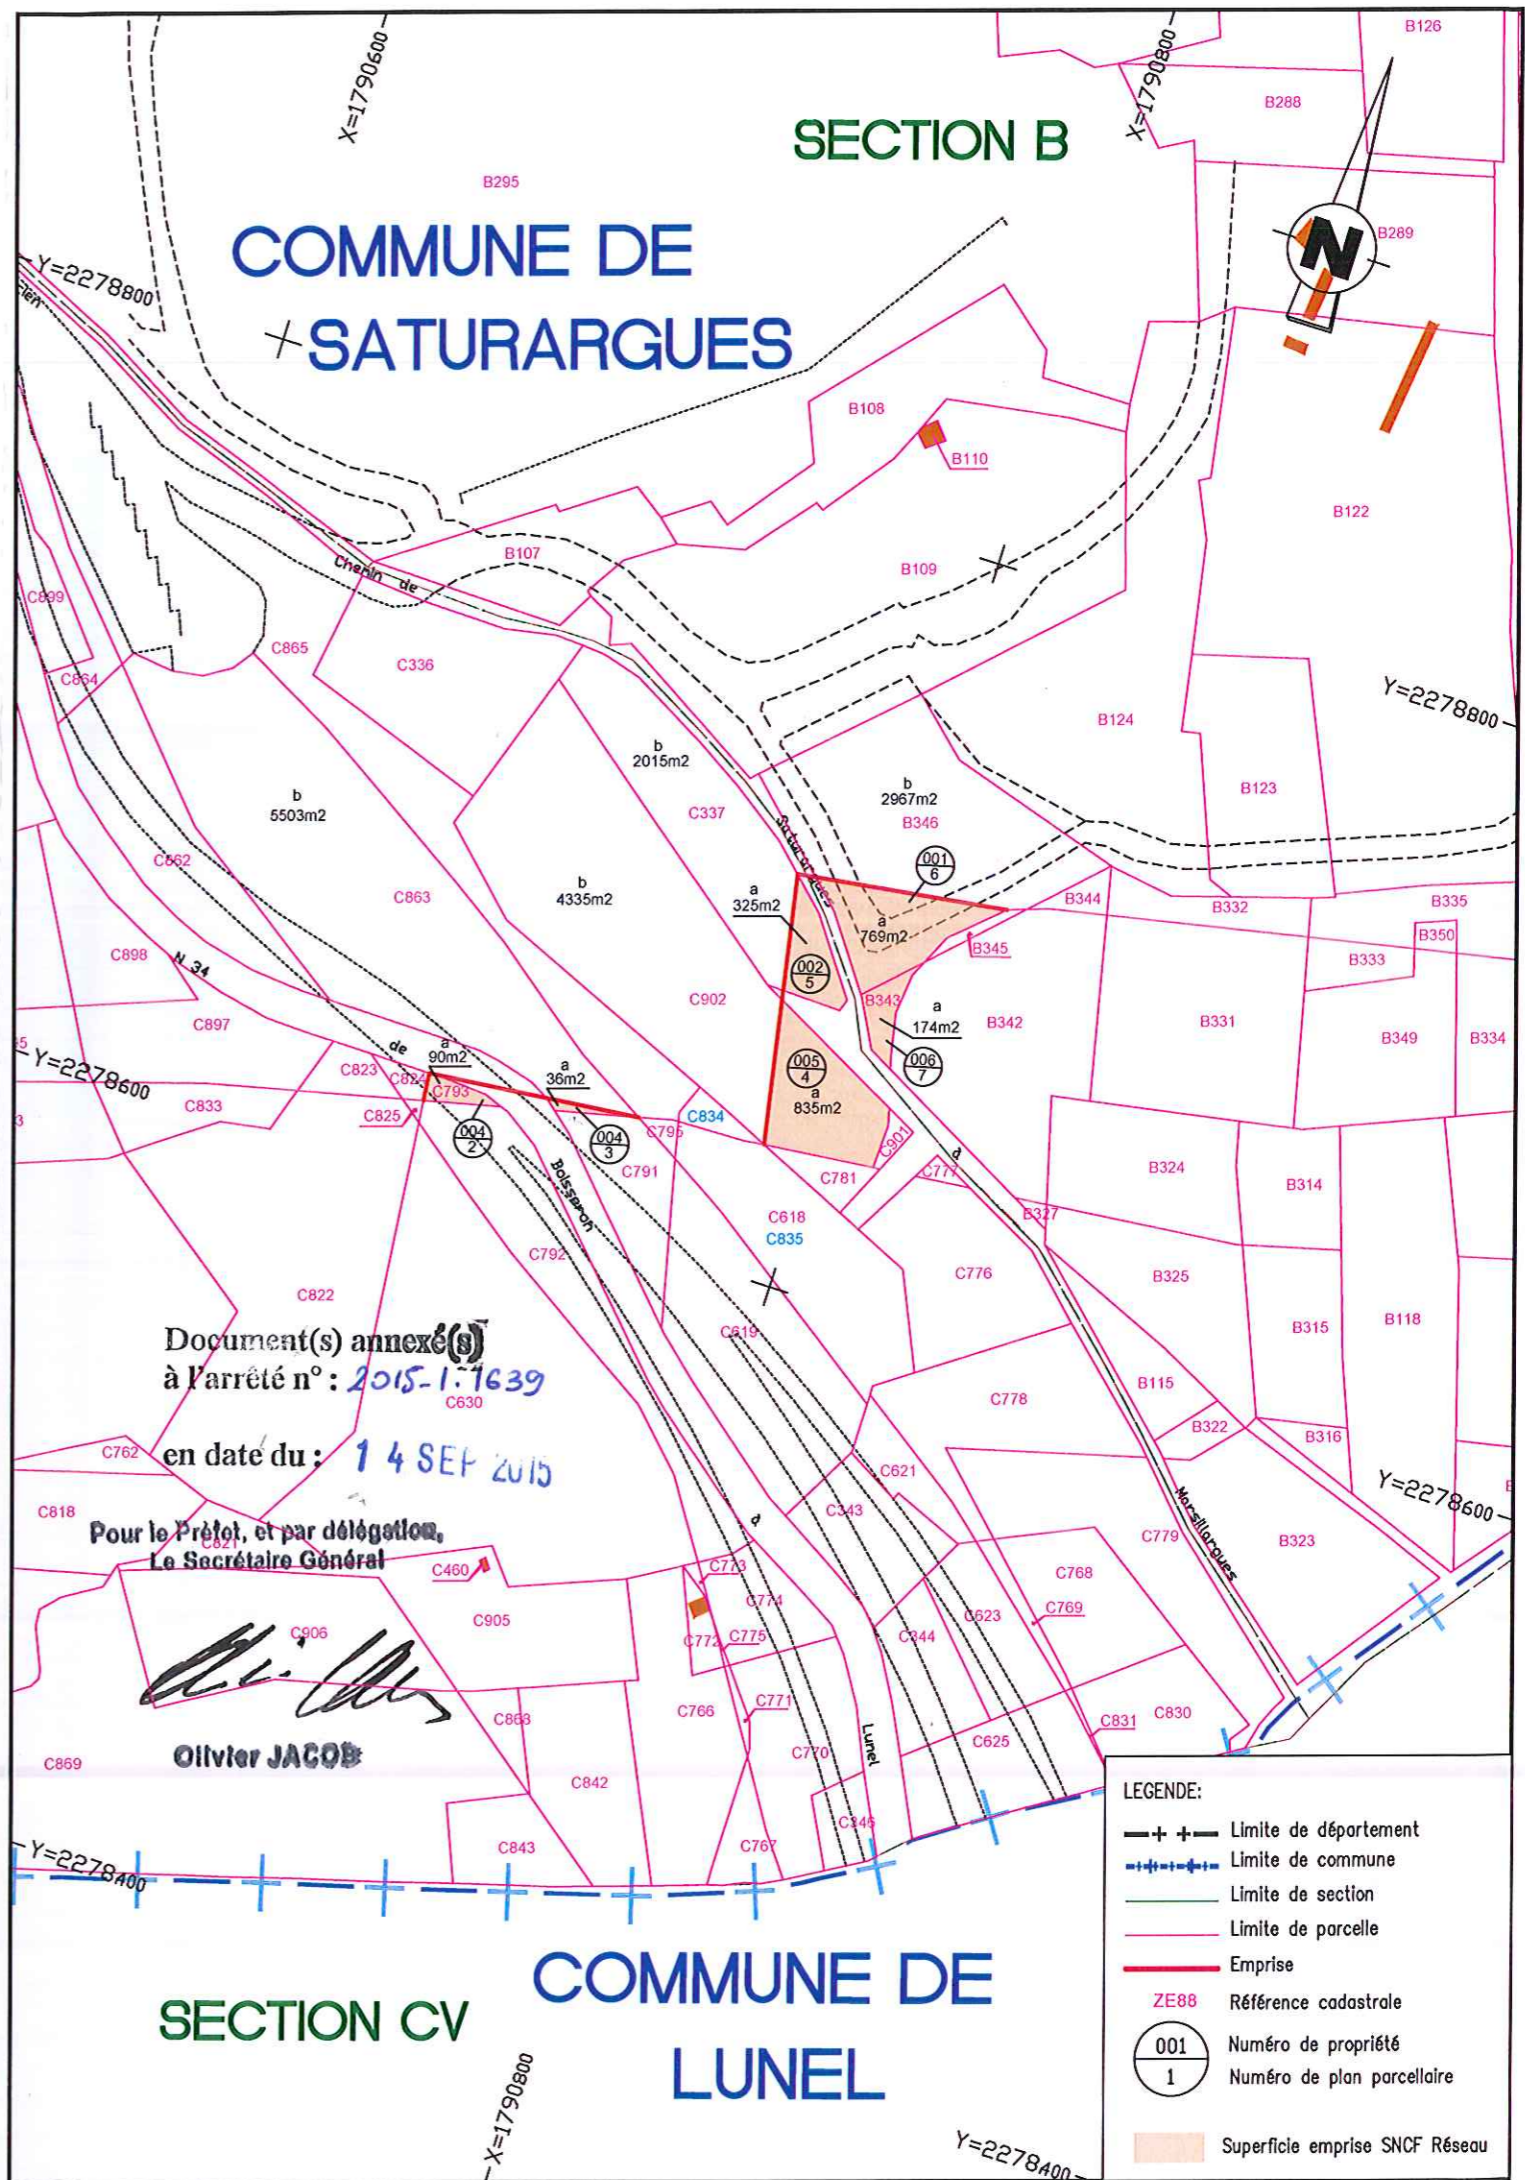 X=1790600
X=1790800
SECTION B
B126
B288
B295
B289
COMMUNE DE
SATURARGUES
Y=2278800
B108
B110
B122
B107
B109
Chemin de
C899
C864
C865
C336
B124
Y=2278800
B123
b
2015m2
C337
b
2967m2
B346
b
5503m2
C862
C863
b
4335m2
Saturargues
001
6
a
325m2
a
769m2
B344
B332
B335
B350
B345
B333
C898
N 34
002
5
C902
B343
a
174m2
B342
B331
B349
B334
C897
Y=2278600
de
a
90m2
a
36m2
005
4
a
835m2
006
7
C823
C824
C793
C825
C833
004
2
004
3
C795
C834
C791
C901
C781
C777
d
B324
B314
B327
Boisseron
C618
C835
C792
C776
B325
C822
C619
B315
B118
Document(s) annexé(s)
à l'arrêté n° : 2015-1-1639
C630
C778
B115
B322
B316
C762
en date du : 14 SEP 2015
C621
Y=2278600
C818
C343
Marsillargues
C779
B323
Pour le Préfet, et par délégation,
C821
Le Secrétaire Général
C460
d
C773
C768
C774
C769
C623
C905
C906
C772
C775
C344
C766
C771
C831
C830
C863
Lunel
C625
C869
Olivier JACOB
C842
C770
C346
C843
C767
Y=2278400
LEGENDE:
Limite de département
Limite de commune
Limite de section
Limite de parcelle
Emprise
ZE88 Référence cadastrale
001 Numéro de propriété
1 Numéro de plan parcellaire
Superficie emprise SNCF Réseau
COMMUNE DE
LUNEL
SECTION CV
X=1790800
Y=2278400